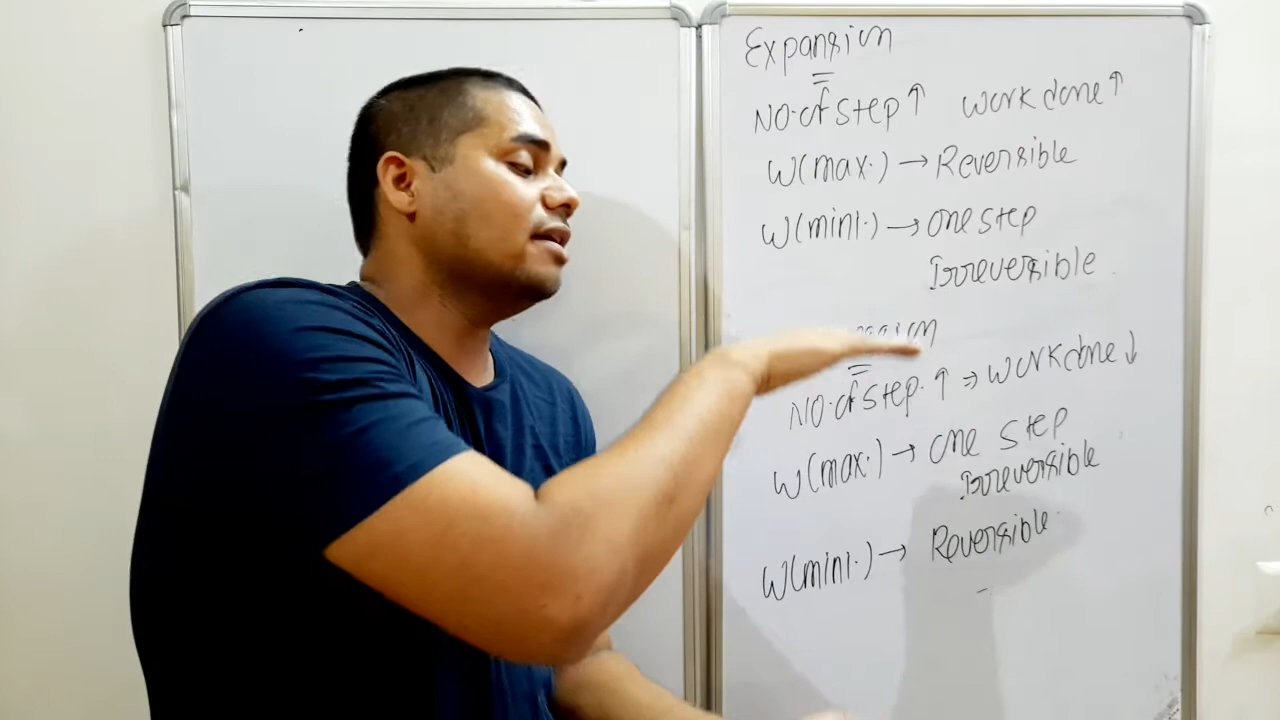 Expansion
NO. of step ↑ work done ↑
W(max.) → Reversible
W(mini.) → one step
Irreversible
NO. of step. ↑ ⇒ work done ↓
W(max.) → one step
Irreversible
W(mini.) → Reversible